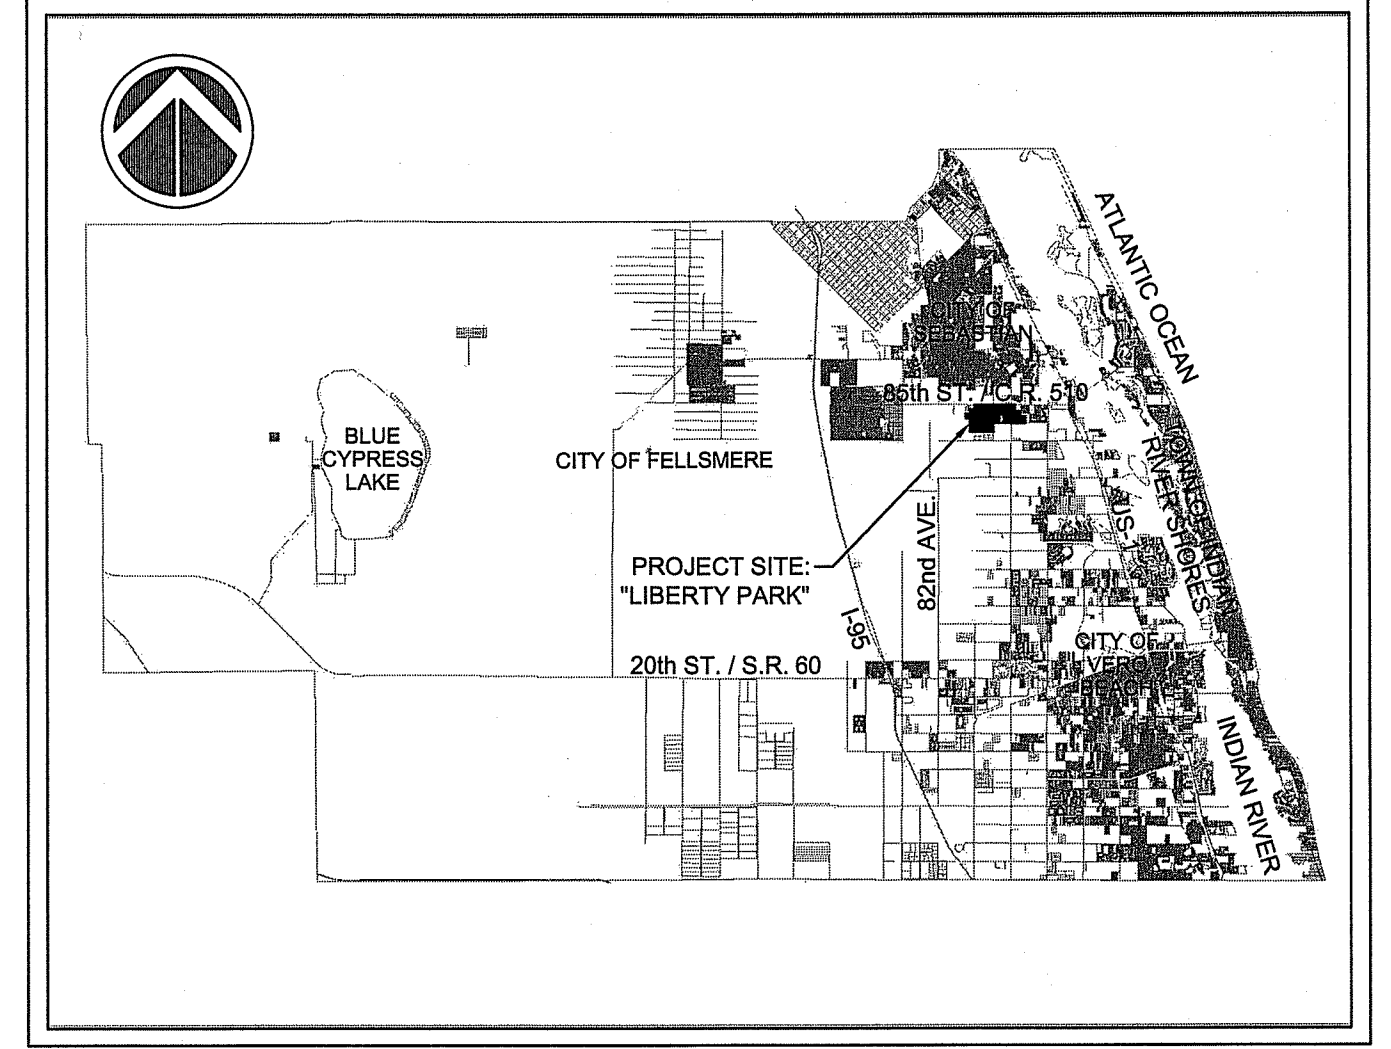 ATLANTIC OCEAN
CITY OF
SEBASTIAN
85th ST. / C.R. 510
BLUE
CYPRESS
LAKE
CITY OF FELLSMERE
TOWN OF INDIAN
RIVER SHORES
US-1
82nd AVE.
PROJECT SITE:
"LIBERTY PARK"
I-95
20th ST. / S.R. 60
CITY OF
VERO
BEACH
INDIAN RIVER